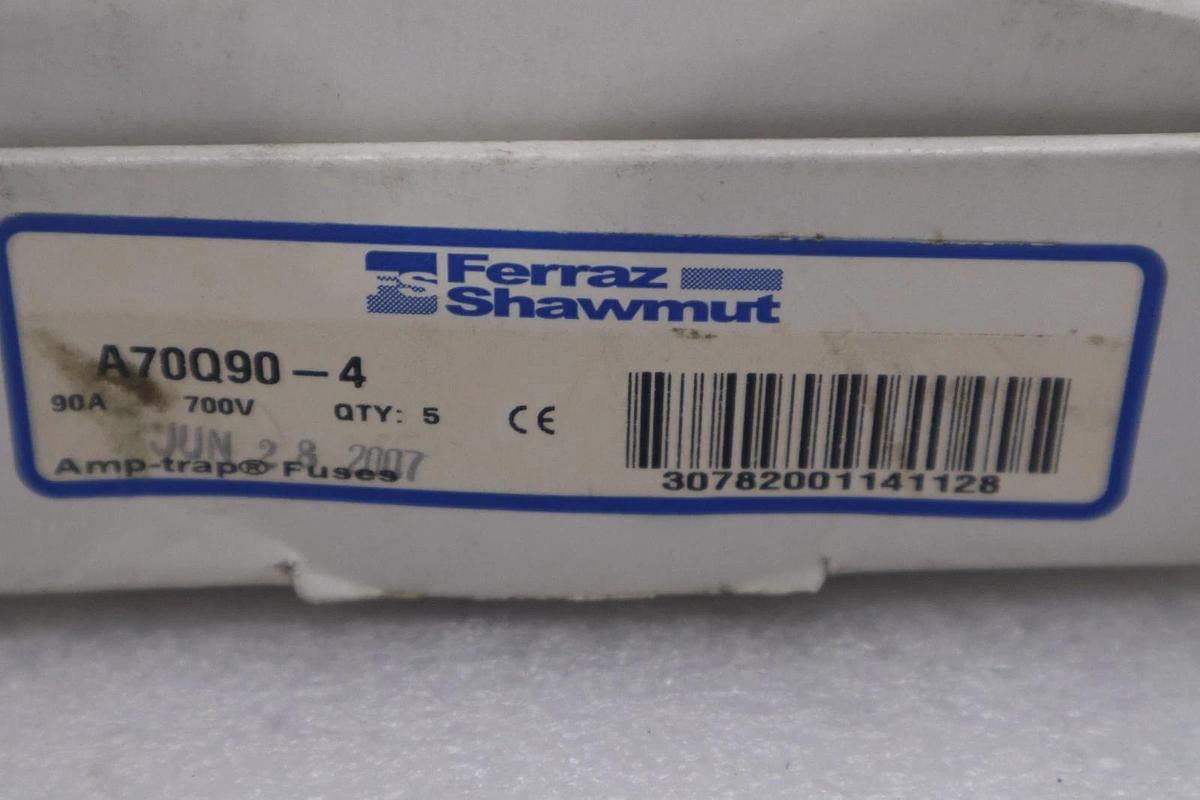 Ferraz
Shawmut
A70Q90-4
90A 700V QTY: 5 CE
JUN 28 2007
Amp-trap® Fuses
30782001141128